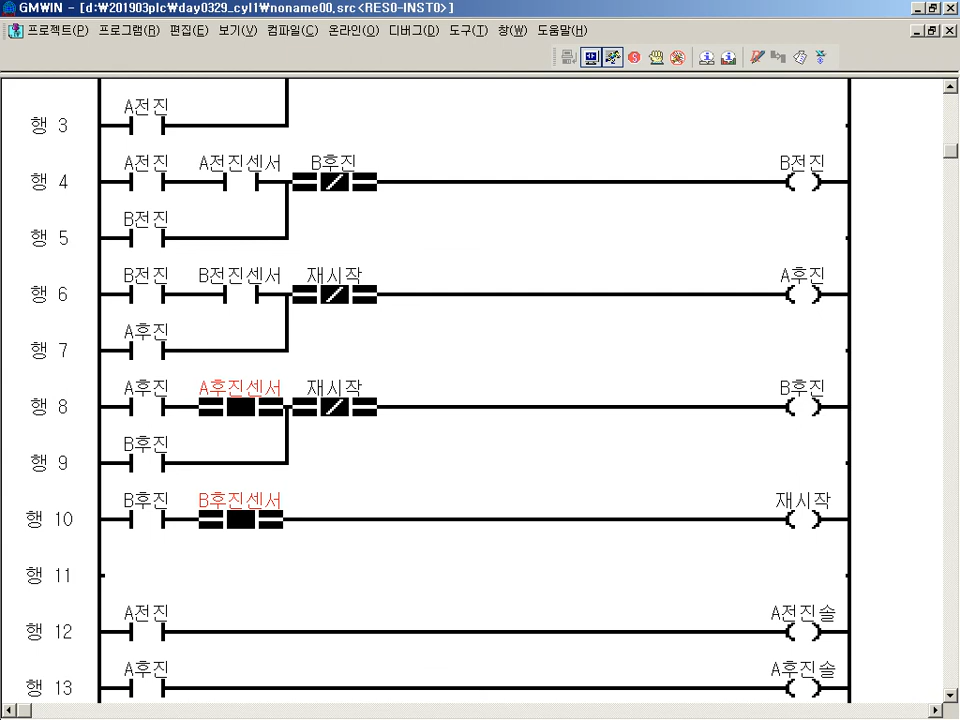 GMWIN - [d:\201903plc\day0329_cyl1\noname00.src<RES0-INST0>]
프로젝트(P) 프로그램(R) 편집(E) 보기(V) 컴파일(C) 온라인(O) 디버그(D) 도구(T) 창(W) 도움말(H)
A전진
행 3
A전진 A전진센서 B후진 B전진
행 4
B전진
행 5
B전진 B전진센서 재시작 A후진
행 6
A후진
행 7
A후진 A후진센서 재시작 B후진
행 8
B후진
행 9
B후진 B후진센서 재시작
행 10
행 11
A전진 A전진솔
행 12
A후진 A후진솔
행 13